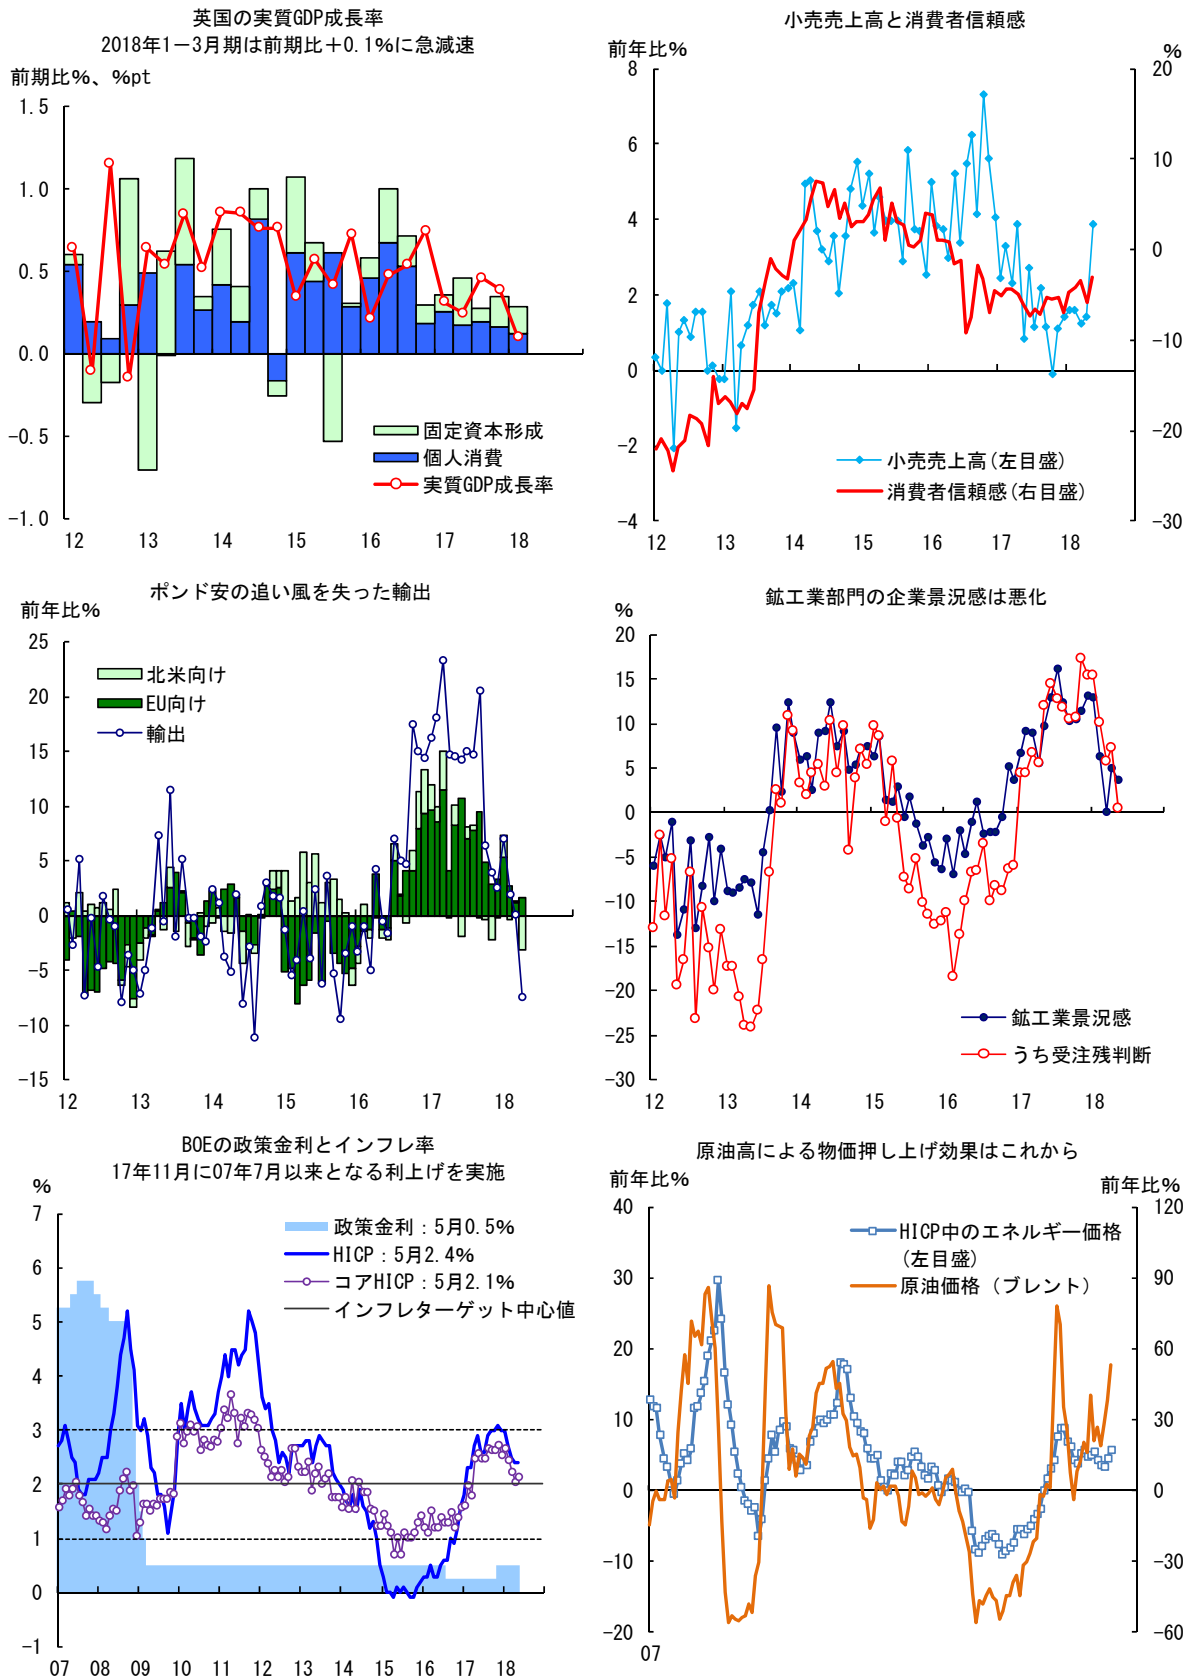 英国の実質GDP成長率
2018年1－3月期は前期比＋0.1%に急減速
前期比%、%pt
1.5
1.0
0.5
0.0
-0.5
-1.0
固定資本形成
個人消費
実質GDP成長率
12 13 14 15 16 17 18
小売売上高と消費者信頼感
前年比%
%
8
6
4
2
0
-2
-4
20
10
0
-10
-20
-30
小売売上高(左目盛)
消費者信頼感(右目盛)
12 13 14 15 16 17 18
ポンド安の追い風を失った輸出
前年比%
25
20
15
10
5
0
-5
-10
-15
北米向け
EU向け
輸出
12 13 14 15 16 17 18
鉱工業部門の企業景況感は悪化
%
20
15
10
5
0
-5
-10
-15
-20
-25
-30
鉱工業景況感
うち受注残判断
12 13 14 15 16 17 18
BOEの政策金利とインフレ率
17年11月に07年7月以来となる利上げを実施
%
7
6
5
4
3
2
1
0
-1
政策金利：5月0.5%
HICP：5月2.4%
コアHICP：5月2.1%
インフレターゲット中心値
07 08 09 10 11 12 13 14 15 16 17 18
原油高による物価押し上げ効果はこれから
前年比%
前年比%
40
30
20
10
0
-10
-20
120
90
60
30
0
-30
-60
HICP中のエネルギー価格
(左目盛)
原油価格（ブレント）
07